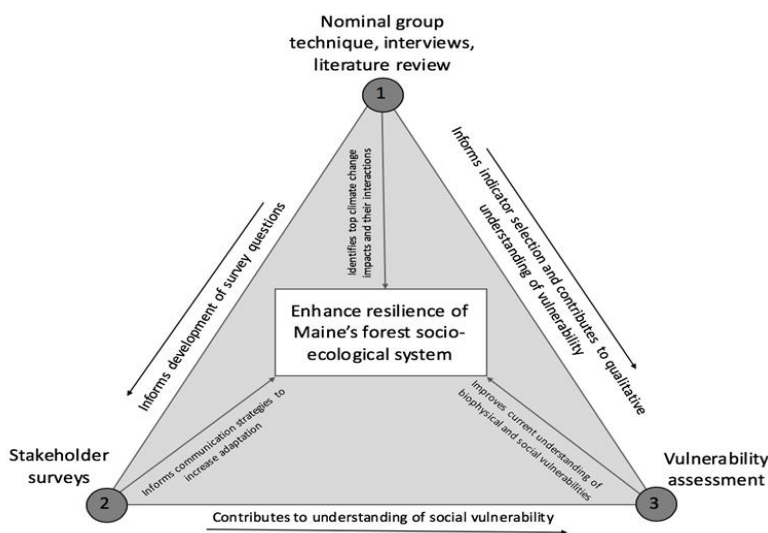 Nominal group
technique, interviews,
literature review
1
Informs development of survey questions
Identifies top climate change
impacts and their interactions
Informs indicator selection and contributes to qualitative
understanding of vulnerability
Enhance resilience of
Maine's forest socio-
ecological system
Informs communication strategies to
increase adaptation
Improves current understanding of
biophysical and social vulnerabilities
Stakeholder
surveys
2
Vulnerability
assessment
3
Contributes to understanding of social vulnerability